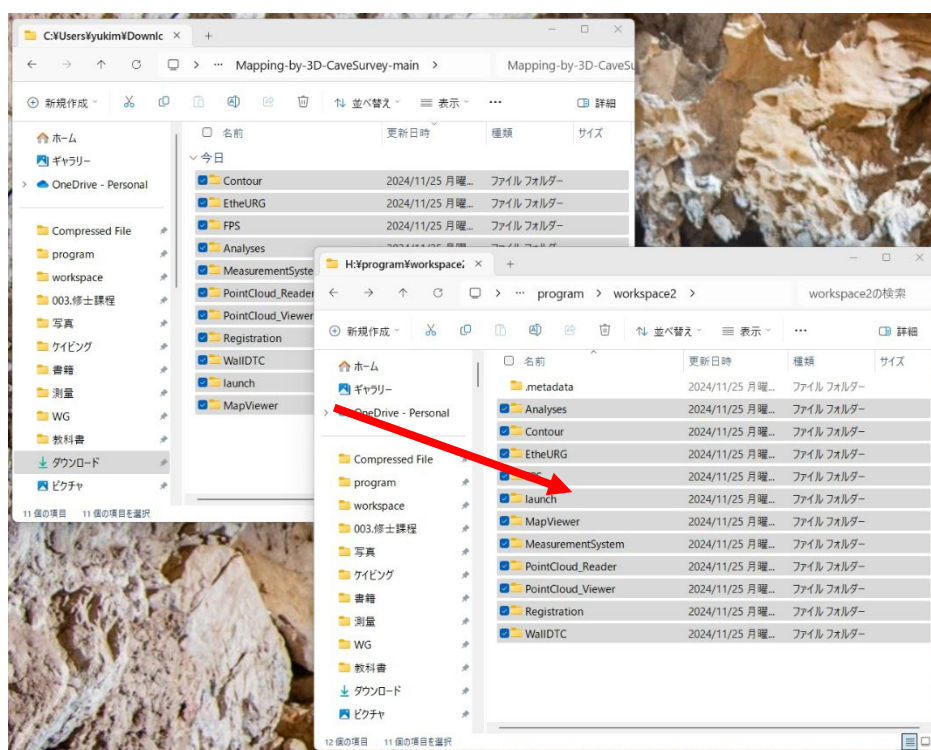 C:¥Users¥yukim¥Downlc
Mapping-by-3D-CaveSurvey-main
Mapping-by-3D-CaveSu
新規作成
並べ替え
表示
詳細
ホーム
ギャラリー
OneDrive - Personal
Compressed File
program
workspace
003.修士課程
写真
ケイビング
書籍
測量
WG
教科書
ダウンロード
ピクチャ
名前 更新日時 種類 サイズ
今日
Contour 2024/11/25 月曜... ファイル フォルダー
EtheURG 2024/11/25 月曜... ファイル フォルダー
FPS 2024/11/25 月曜... ファイル フォルダー
Analyses
MeasurementSyste
PointCloud_Reader
PointCloud_Viewer
Registration
WallDTC
launch
MapViewer
11 個の項目 11 個の項目を選択
H:¥program¥workspace2
program workspace2
workspace2の検索
新規作成
並べ替え
表示
詳細
ホーム
ギャラリー
OneDrive - Personal
Compressed File
program
workspace
003.修士課程
写真
ケイビング
書籍
測量
WG
教科書
ダウンロード
ピクチャ
名前 更新日時 種類 サイズ
.metadata 2024/11/25 月曜... ファイル フォルダー
Analyses 2024/11/25 月曜... ファイル フォルダー
Contour 2024/11/25 月曜... ファイル フォルダー
EtheURG 2024/11/25 月曜... ファイル フォルダー
2024/11/25 月曜... ファイル フォルダー
launch 2024/11/25 月曜... ファイル フォルダー
MapViewer 2024/11/25 月曜... ファイル フォルダー
MeasurementSystem 2024/11/25 月曜... ファイル フォルダー
PointCloud_Reader 2024/11/25 月曜... ファイル フォルダー
PointCloud_Viewer 2024/11/25 月曜... ファイル フォルダー
Registration 2024/11/25 月曜... ファイル フォルダー
WallDTC 2024/11/25 月曜... ファイル フォルダー
12 個の項目 11 個の項目を選択